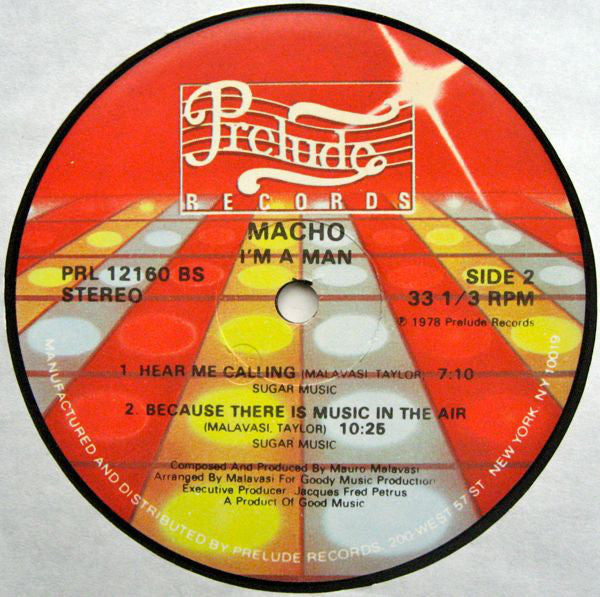 Prelude
RECORDS
MACHO
I'M A MAN
PRL 12160 BS
STEREO
SIDE 2
33 1/3 RPM
℗ 1978 Prelude Records
1. HEAR ME CALLING (MALAVASI, TAYLOR) 7:10
SUGAR MUSIC
2. BECAUSE THERE IS MUSIC IN THE AIR
(MALAVASI, TAYLOR) 10:25
SUGAR MUSIC
Composed And Produced By Mauro Malavasi
Arranged By Malavasi For Goody Music Production
Executive Producer: Jacques Fred Petrus
A Product Of Good Music
MANUFACTURED AND DISTRIBUTED BY PRELUDE RECORDS, 200 WEST 57 ST. NEW YORK, NY 10019